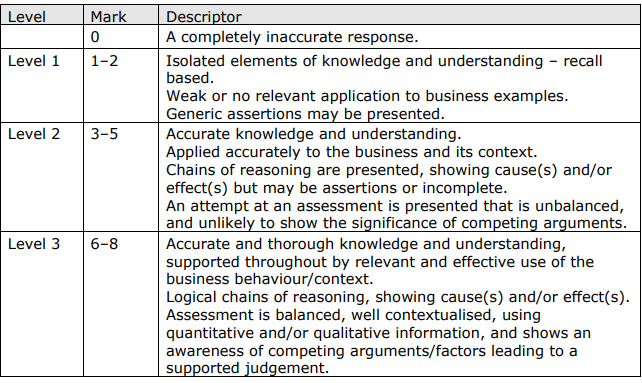 Level Mark Descriptor
0 A completely inaccurate response.
Level 1 1–2 Isolated elements of knowledge and understanding – recall
based.
Weak or no relevant application to business examples.
Generic assertions may be presented.
Level 2 3–5 Accurate knowledge and understanding.
Applied accurately to the business and its context.
Chains of reasoning are presented, showing cause(s) and/or
effect(s) but may be assertions or incomplete.
An attempt at an assessment is presented that is unbalanced,
and unlikely to show the significance of competing arguments.
Level 3 6–8 Accurate and thorough knowledge and understanding,
supported throughout by relevant and effective use of the
business behaviour/context.
Logical chains of reasoning, showing cause(s) and/or effect(s).
Assessment is balanced, well contextualised, using
quantitative and/or qualitative information, and shows an
awareness of competing arguments/factors leading to a
supported judgement.